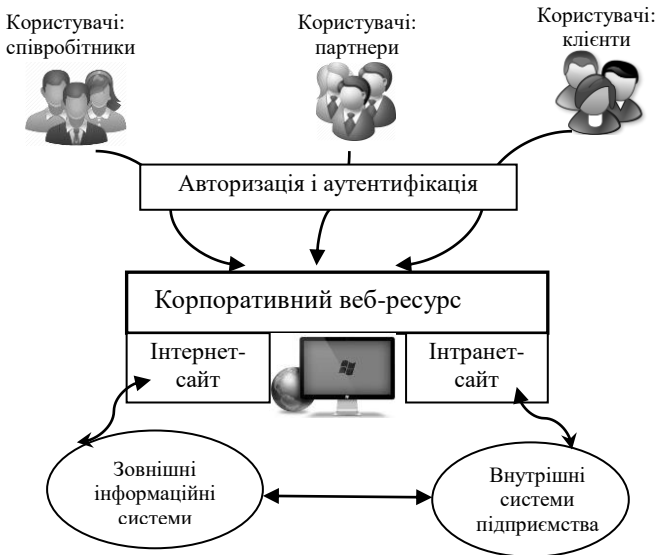 Користувачі:
співробітники
Користувачі:
партнери
Користувачі:
клієнти
Авторизація і аутентифікація
Корпоративний веб-ресурс
Інтернет-
сайт
Інтранет-
сайт
Зовнішні
інформаційні
системи
Внутрішні
системи
підприємства